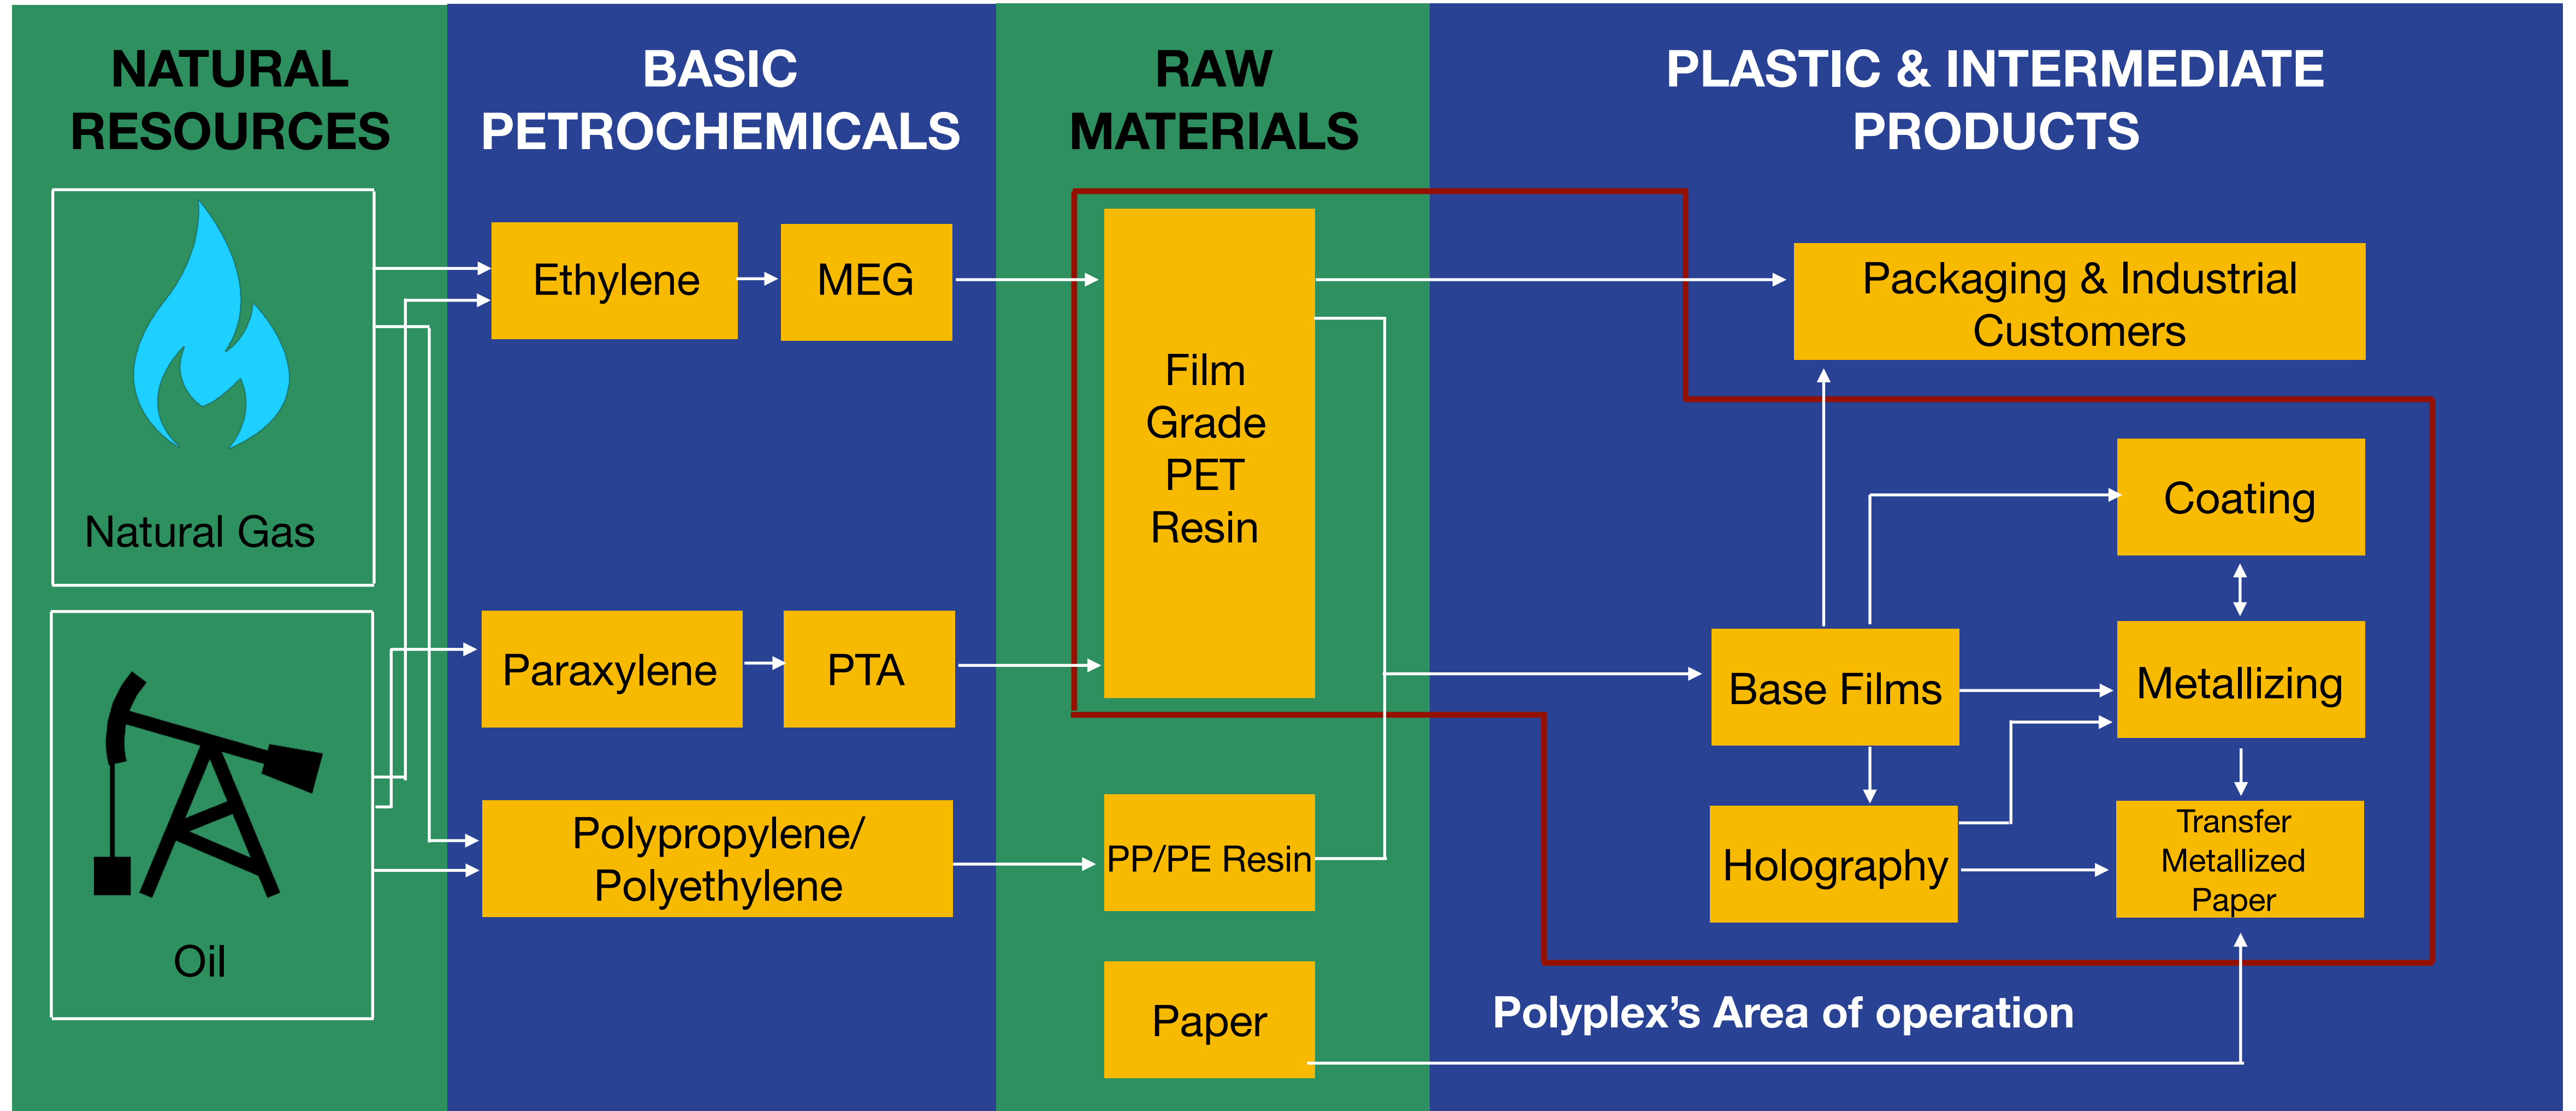 NATURAL
RESOURCES
BASIC
PETROCHEMICALS
RAW
MATERIALS
PLASTIC & INTERMEDIATE
PRODUCTS
Natural Gas
Oil
Ethylene
MEG
Paraxylene
PTA
Polypropylene/
Polyethylene
Film
Grade
PET
Resin
PP/PE Resin
Paper
Packaging & Industrial
Customers
Coating
Base Films
Metallizing
Holography
Transfer
Metallized
Paper
Polyplex’s Area of operation